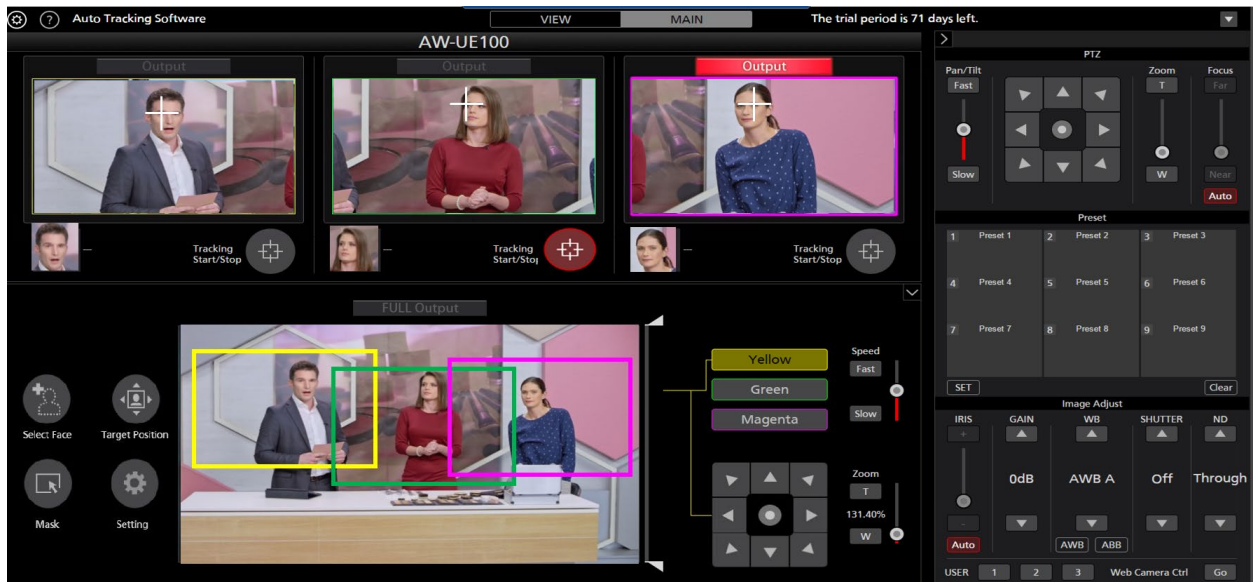 ? Auto Tracking Software VIEW MAIN The trial period is 71 days left.
AW-UE100
Output Output Output
Tracking Start/Stop
Tracking Start/Stop
Tracking Start/Stop
FULL Output
Select Face Target Position
Mask Setting
Yellow
Green
Magenta
Speed
Fast
Slow
Zoom
T
131.40%
W
PTZ
Pan/Tilt Zoom Focus
Fast T Far
Slow W Near
Auto
Preset
1 Preset 1 2 Preset 2 3 Preset 3
4 Preset 4 5 Preset 5 6 Preset 6
7 Preset 7 8 Preset 8 9 Preset 9
SET Clear
Image Adjust
IRIS GAIN WB SHUTTER ND
+
0dB AWB A Off Through
-
Auto AWB ABB
USER 1 2 3 Web Camera Ctrl Go